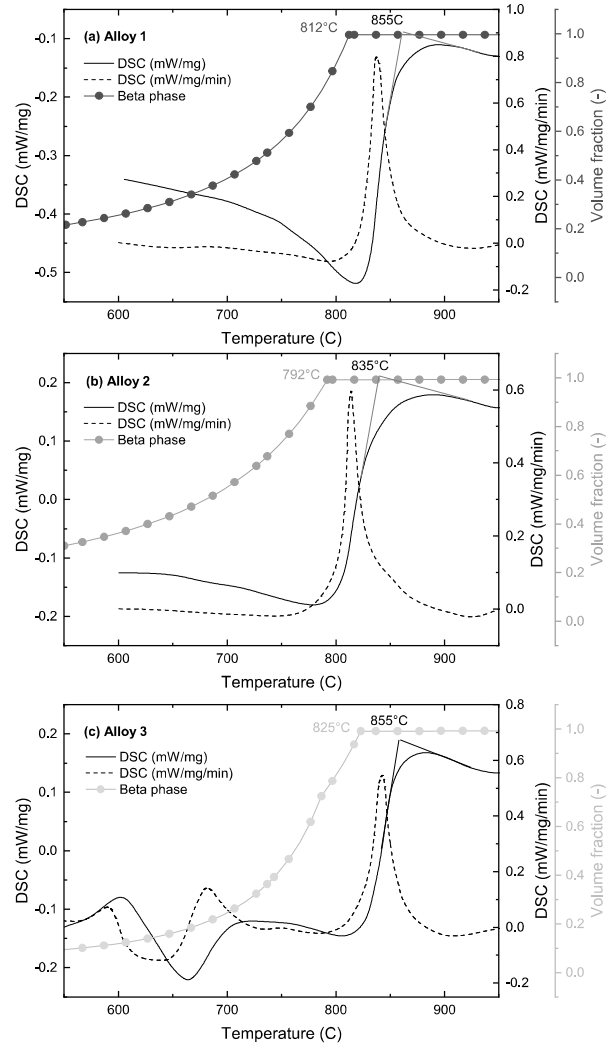 (a) Alloy 1
DSC (mW/mg)
DSC (mW/mg/min)
Beta phase
812°C
855C
-0.1
-0.2
-0.3
-0.4
-0.5
DSC (mW/mg)
0.9
0.8
0.6
0.4
0.2
0.0
-0.2
DSC (mW/mg/min)
1.0
0.8
0.6
0.4
0.2
0.0
Volume fraction (-)
600
700
800
900
Temperature (C)
(b) Alloy 2
DSC (mW/mg)
DSC (mW/mg/min)
Beta phase
792°C
835°C
0.2
0.1
0.0
-0.1
-0.2
DSC (mW/mg)
0.6
0.4
0.2
0.0
DSC (mW/mg/min)
1.0
0.8
0.6
0.4
0.2
0.0
Volume fraction (-)
600
700
800
900
Temperature (C)
(c) Alloy 3
DSC (mW/mg)
DSC (mW/mg/min)
Beta phase
825°C
855°C
0.2
0.1
0.0
-0.1
-0.2
DSC (mW/mg)
0.8
0.6
0.4
0.2
0.0
-0.2
DSC (mW/mg/min)
1.0
0.8
0.6
0.4
0.2
0.0
Volume fraction (-)
600
700
800
900
Temperature (C)